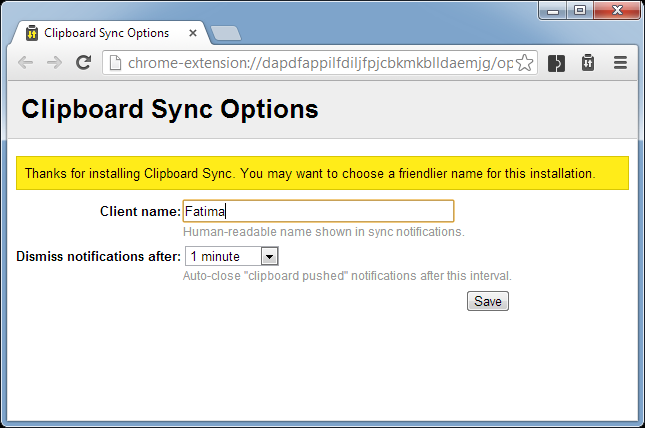 Clipboard Sync Options
chrome-extension://dapdfappilfdiljfpjcbkmkblldaemjg/op
Clipboard Sync Options
Thanks for installing Clipboard Sync. You may want to choose a friendlier name for this installation.
Client name: Fatima
Human-readable name shown in sync notifications.
Dismiss notifications after: 1 minute
Auto-close "clipboard pushed" notifications after this interval.
Save